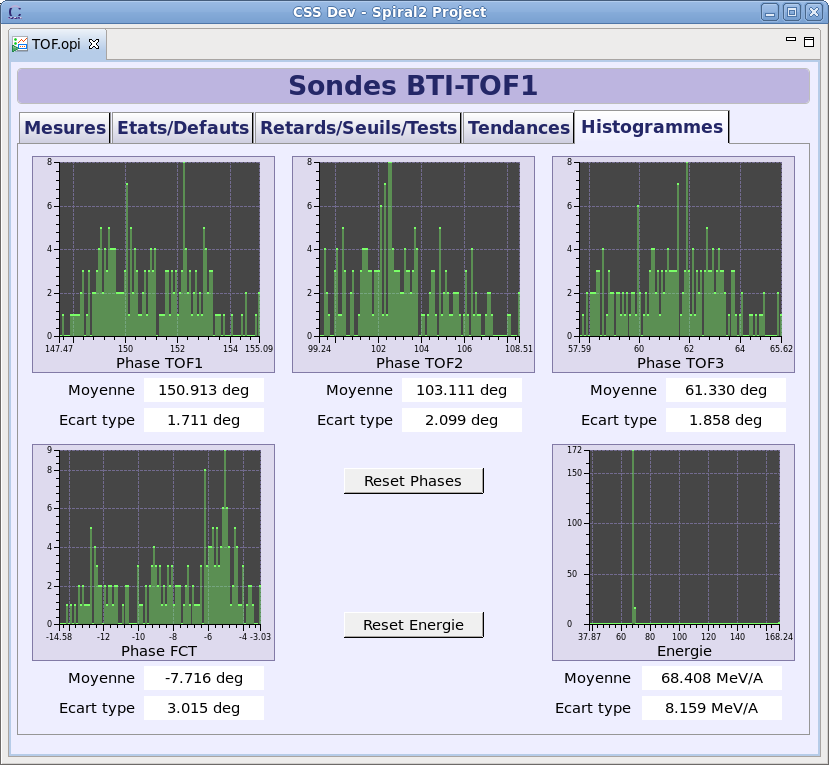 CSS Dev - Spiral2 Project
TOF.opi
Sondes BTI-TOF1
Mesures Etats/Defauts Retards/Seuils/Tests Tendances Histogrammes
8 8 8
6 6 6
4 4 4
2 2 2
0 0 0
147.47 150 152 154 155.09 99.24 102 104 106 108.51 57.59 60 62 64 65.62
Phase TOF1 Phase TOF2 Phase TOF3
Moyenne 150.913 deg Moyenne 103.111 deg Moyenne 61.330 deg
Ecart type 1.711 deg Ecart type 2.099 deg Ecart type 1.858 deg
9 172
8 150
6 100
4 50
2
0 0
-14.58 -12 -10 -8 -6 -4 -3.03 37.87 60 80 100 120 140 168.24
Phase FCT Energie
Reset Phases
Reset Energie
Moyenne -7.716 deg Moyenne 68.408 MeV/A
Ecart type 3.015 deg Ecart type 8.159 MeV/A